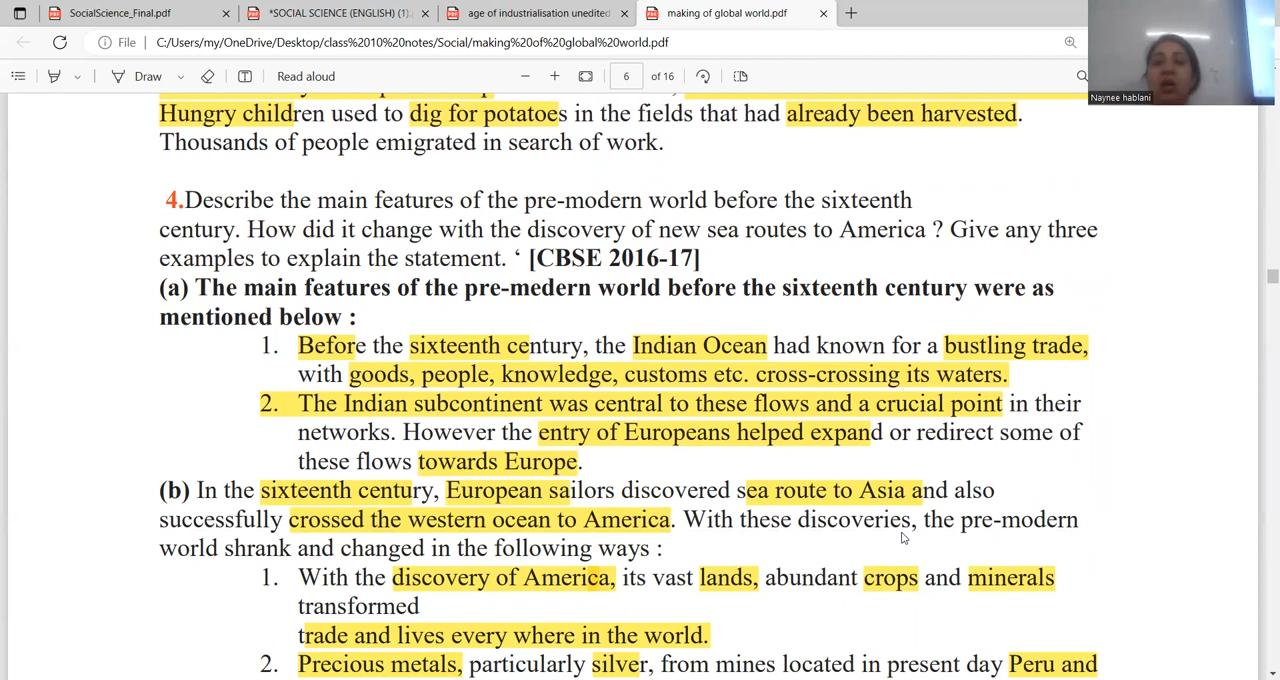 SocialScience_Final.pdf
*SOCIAL SCIENCE (ENGLISH) (1).
age of industrialisation unedited
making of global world.pdf
File C:/Users/my/OneDrive/Desktop/class%2010%20notes/Social/making%20of%20global%20world.pdf
Draw Read aloud 6 of 16
Naynee hablani
Hungry children used to dig for potatoes in the fields that had already been harvested.
Thousands of people emigrated in search of work.
4.Describe the main features of the pre-modern world before the sixteenth
century. How did it change with the discovery of new sea routes to America ? Give any three
examples to explain the statement. ‘ [CBSE 2016-17]
(a) The main features of the pre-medern world before the sixteenth century were as
mentioned below :
1. Before the sixteenth century, the Indian Ocean had known for a bustling trade,
with goods, people, knowledge, customs etc. cross-crossing its waters.
2. The Indian subcontinent was central to these flows and a crucial point in their
networks. However the entry of Europeans helped expand or redirect some of
these flows towards Europe.
(b) In the sixteenth century, European sailors discovered sea route to Asia and also
successfully crossed the western ocean to America. With these discoveries, the pre-modern
world shrank and changed in the following ways :
1. With the discovery of America, its vast lands, abundant crops and minerals
transformed
trade and lives every where in the world.
2. Precious metals, particularly silver, from mines located in present day Peru and